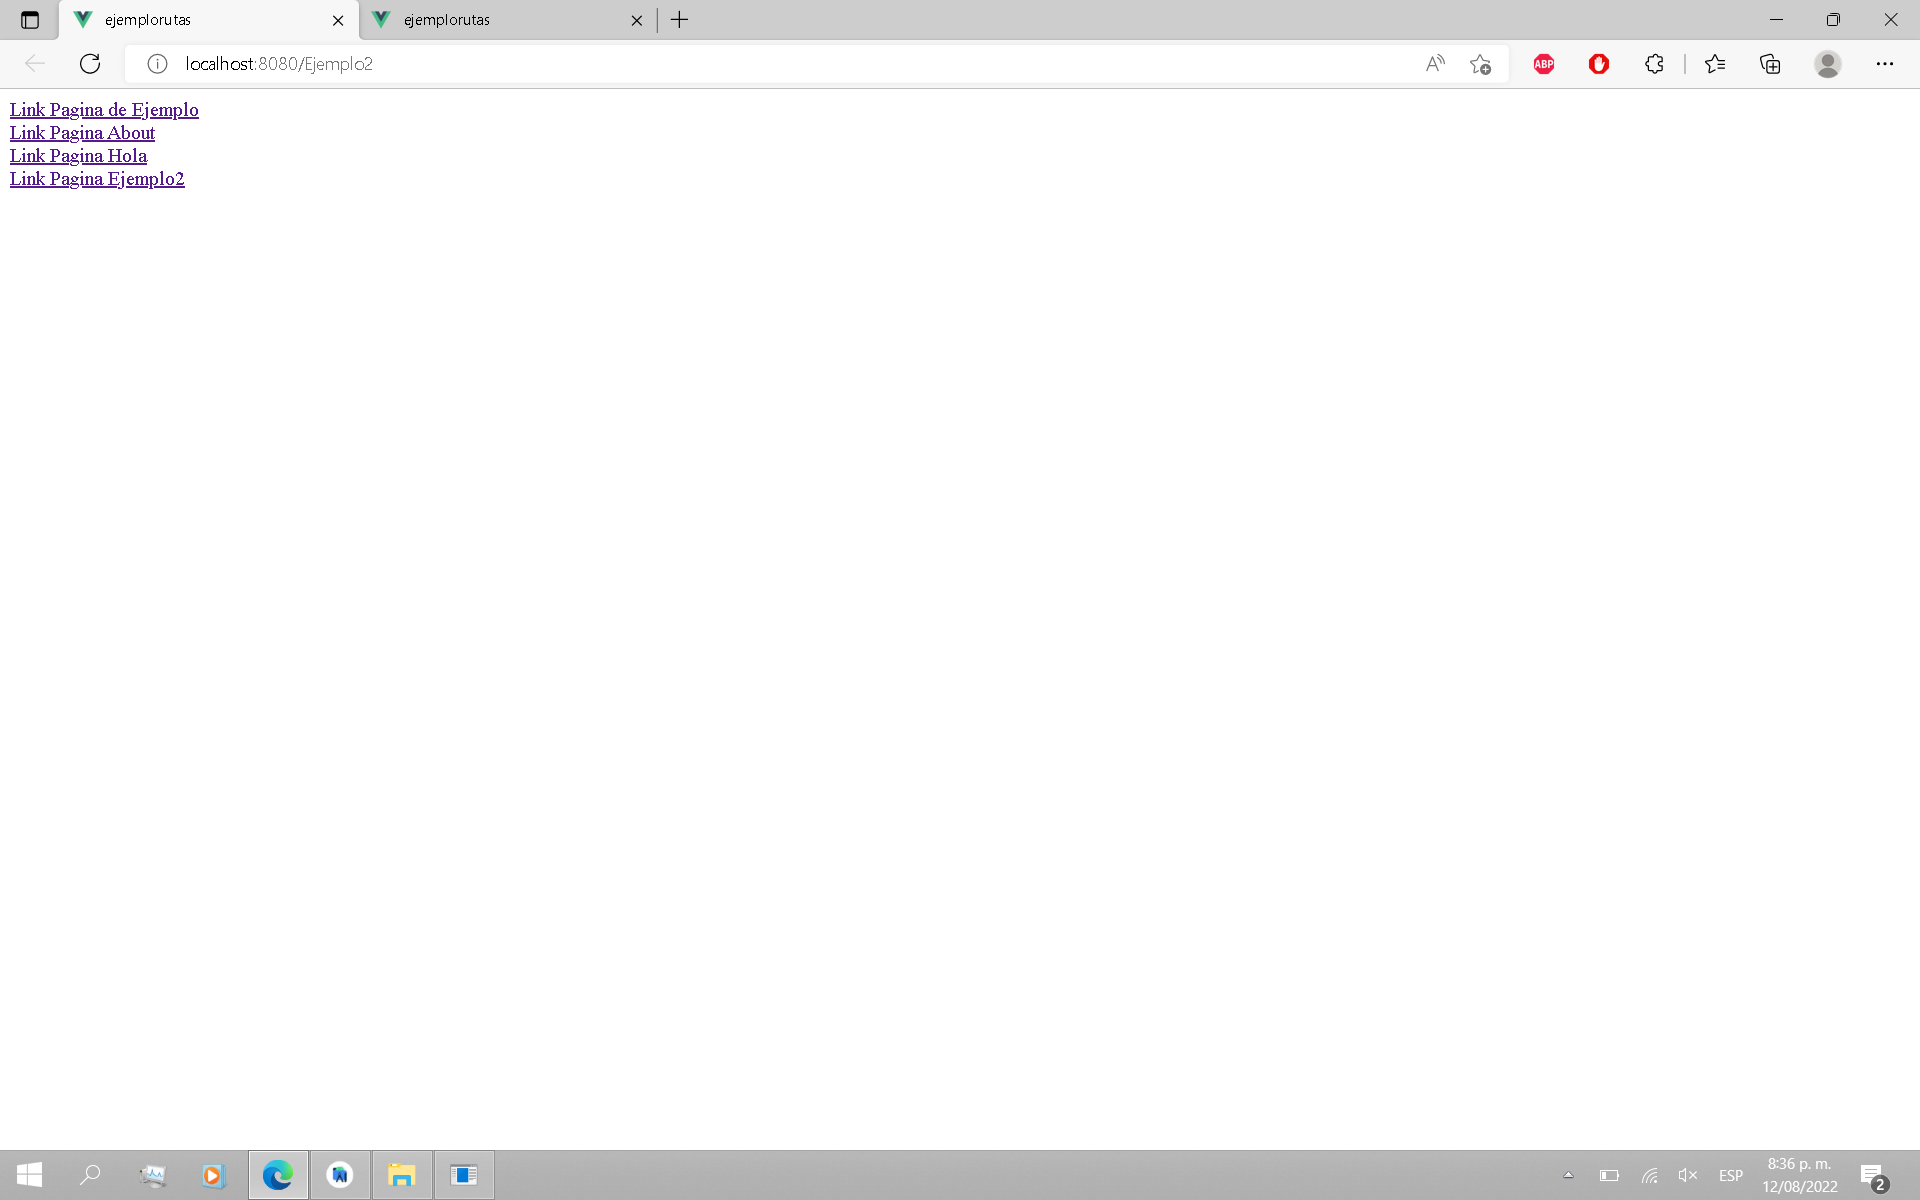 ejemplorutas
ejemplorutas
localhost:8080/Ejemplo2
ABP
Link Pagina de Ejemplo
Link Pagina About
Link Pagina Hola
Link Pagina Ejemplo2
ESP
8:36 p. m.
12/08/2022
2